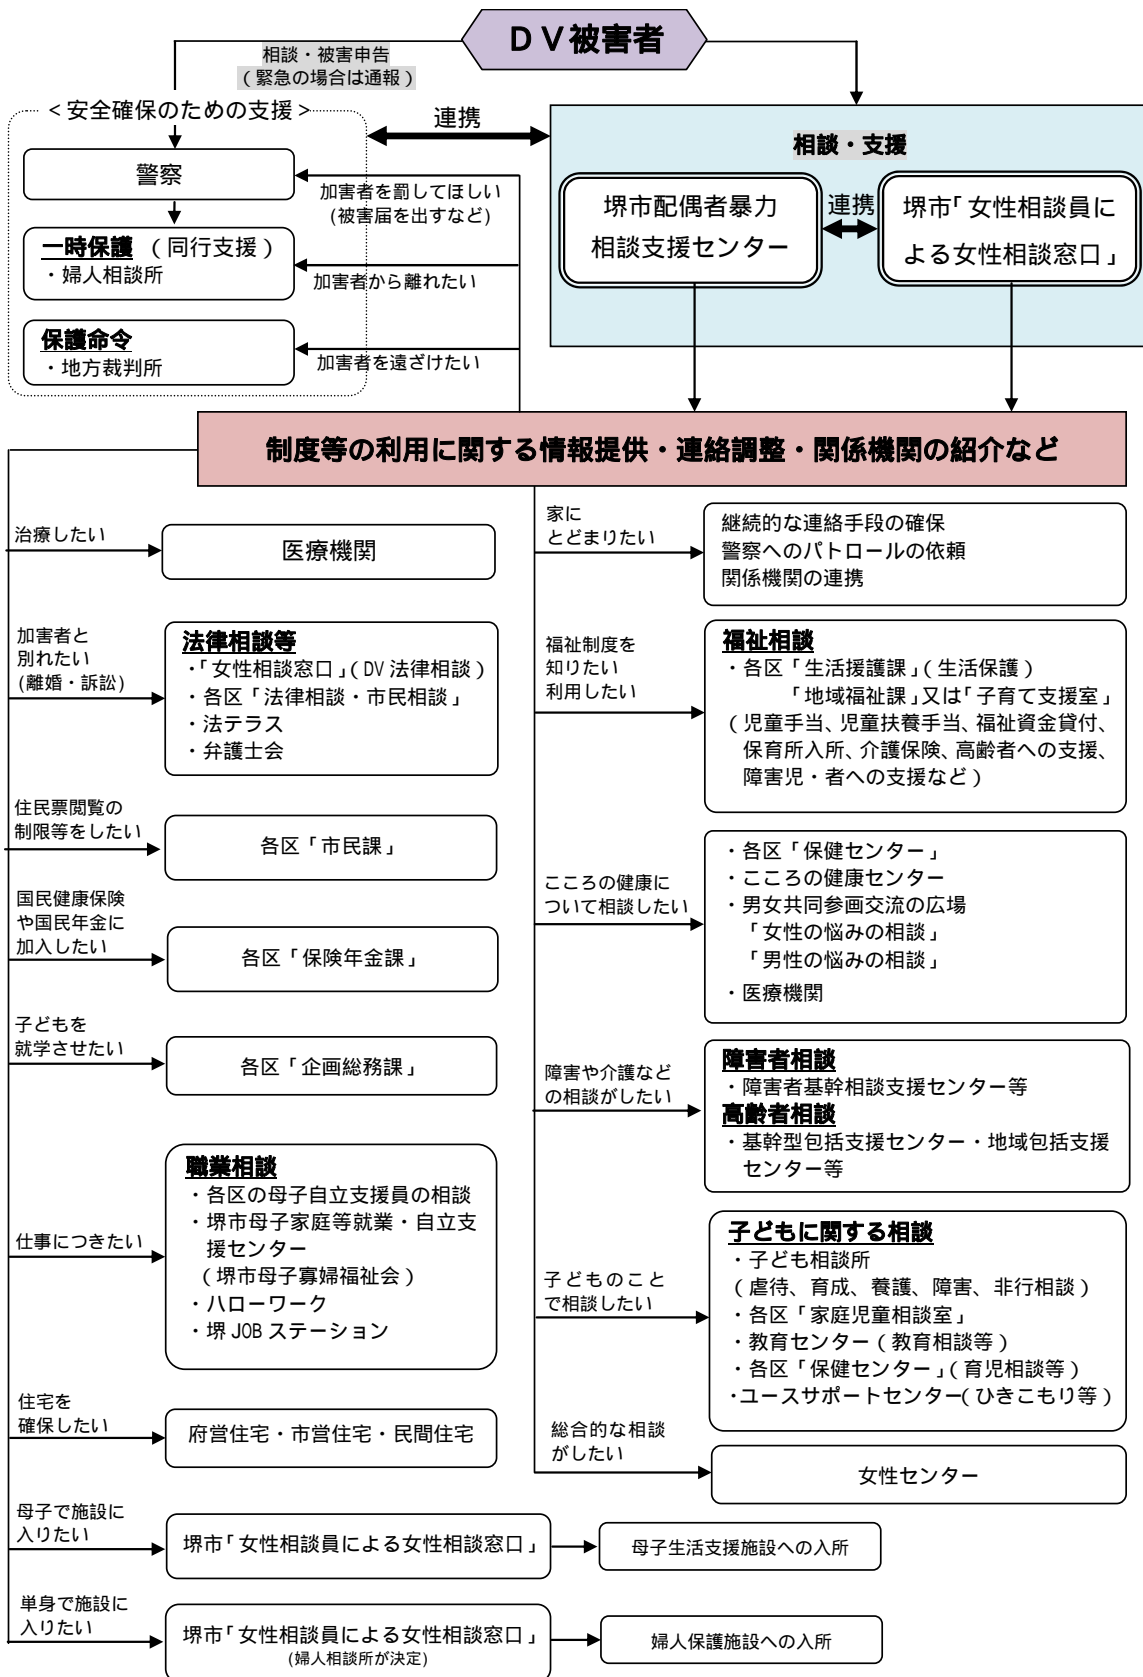 ＤＶ被害者
相談・被害申告
（緊急の場合は通報）
＜安全確保のための支援＞
連携
警察
加害者を罰してほしい
(被害届を出すなど)
一時保護 （同行支援）
・婦人相談所
加害者から離れたい
保護命令
・地方裁判所
加害者を遠ざけたい
相談・支援
堺市配偶者暴力
相談支援センター
連携
堺市「女性相談員に
よる女性相談窓口」
制度等の利用に関する情報提供・連絡調整・関係機関の紹介など
治療したい
医療機関
加害者と
別れたい
(離婚・訴訟)
法律相談等
・「女性相談窓口」（DV 法律相談）
・各区「法律相談・市民相談」
・法テラス
・弁護士会
住民票閲覧の
制限等をしたい
各区「市民課」
国民健康保険
や国民年金に
加入したい
各区「保険年金課」
子どもを
就学させたい
各区「企画総務課」
仕事につきたい
職業相談
・各区の母子自立支援員の相談
・堺市母子家庭等就業・自立支
援センター
（堺市母子寡婦福祉会）
・ハローワーク
・堺 JOB ステーション
住宅を
確保したい
府営住宅・市営住宅・民間住宅
母子で施設に
入りたい
堺市「女性相談員による女性相談窓口」
母子生活支援施設への入所
単身で施設に
入りたい
堺市「女性相談員による女性相談窓口」
(婦人相談所が決定)
婦人保護施設への入所
家に
とどまりたい
継続的な連絡手段の確保
警察へのパトロールの依頼
関係機関の連携
福祉制度を
知りたい
利用したい
福祉相談
・各区「生活援護課」（生活保護）
「地域福祉課」又は「子育て支援室」
（児童手当、児童扶養手当、福祉資金貸付、
保育所入所、介護保険、高齢者への支援、
障害児・者への支援など）
こころの健康に
ついて相談したい
・各区「保健センター」
・こころの健康センター
・男女共同参画交流の広場
「女性の悩みの相談」
「男性の悩みの相談」
・医療機関
障害や介護など
の相談がしたい
障害者相談
・障害者基幹相談支援センター等
高齢者相談
・基幹型包括支援センター・地域包括支援
センター等
子どものこと
で相談したい
子どもに関する相談
・子ども相談所
（虐待、育成、養護、障害、非行相談）
・各区「家庭児童相談室」
・教育センター（教育相談等）
・各区「保健センター」（育児相談等）
・ユースサポートセンター（ひきこもり等）
総合的な相談
がしたい
女性センター